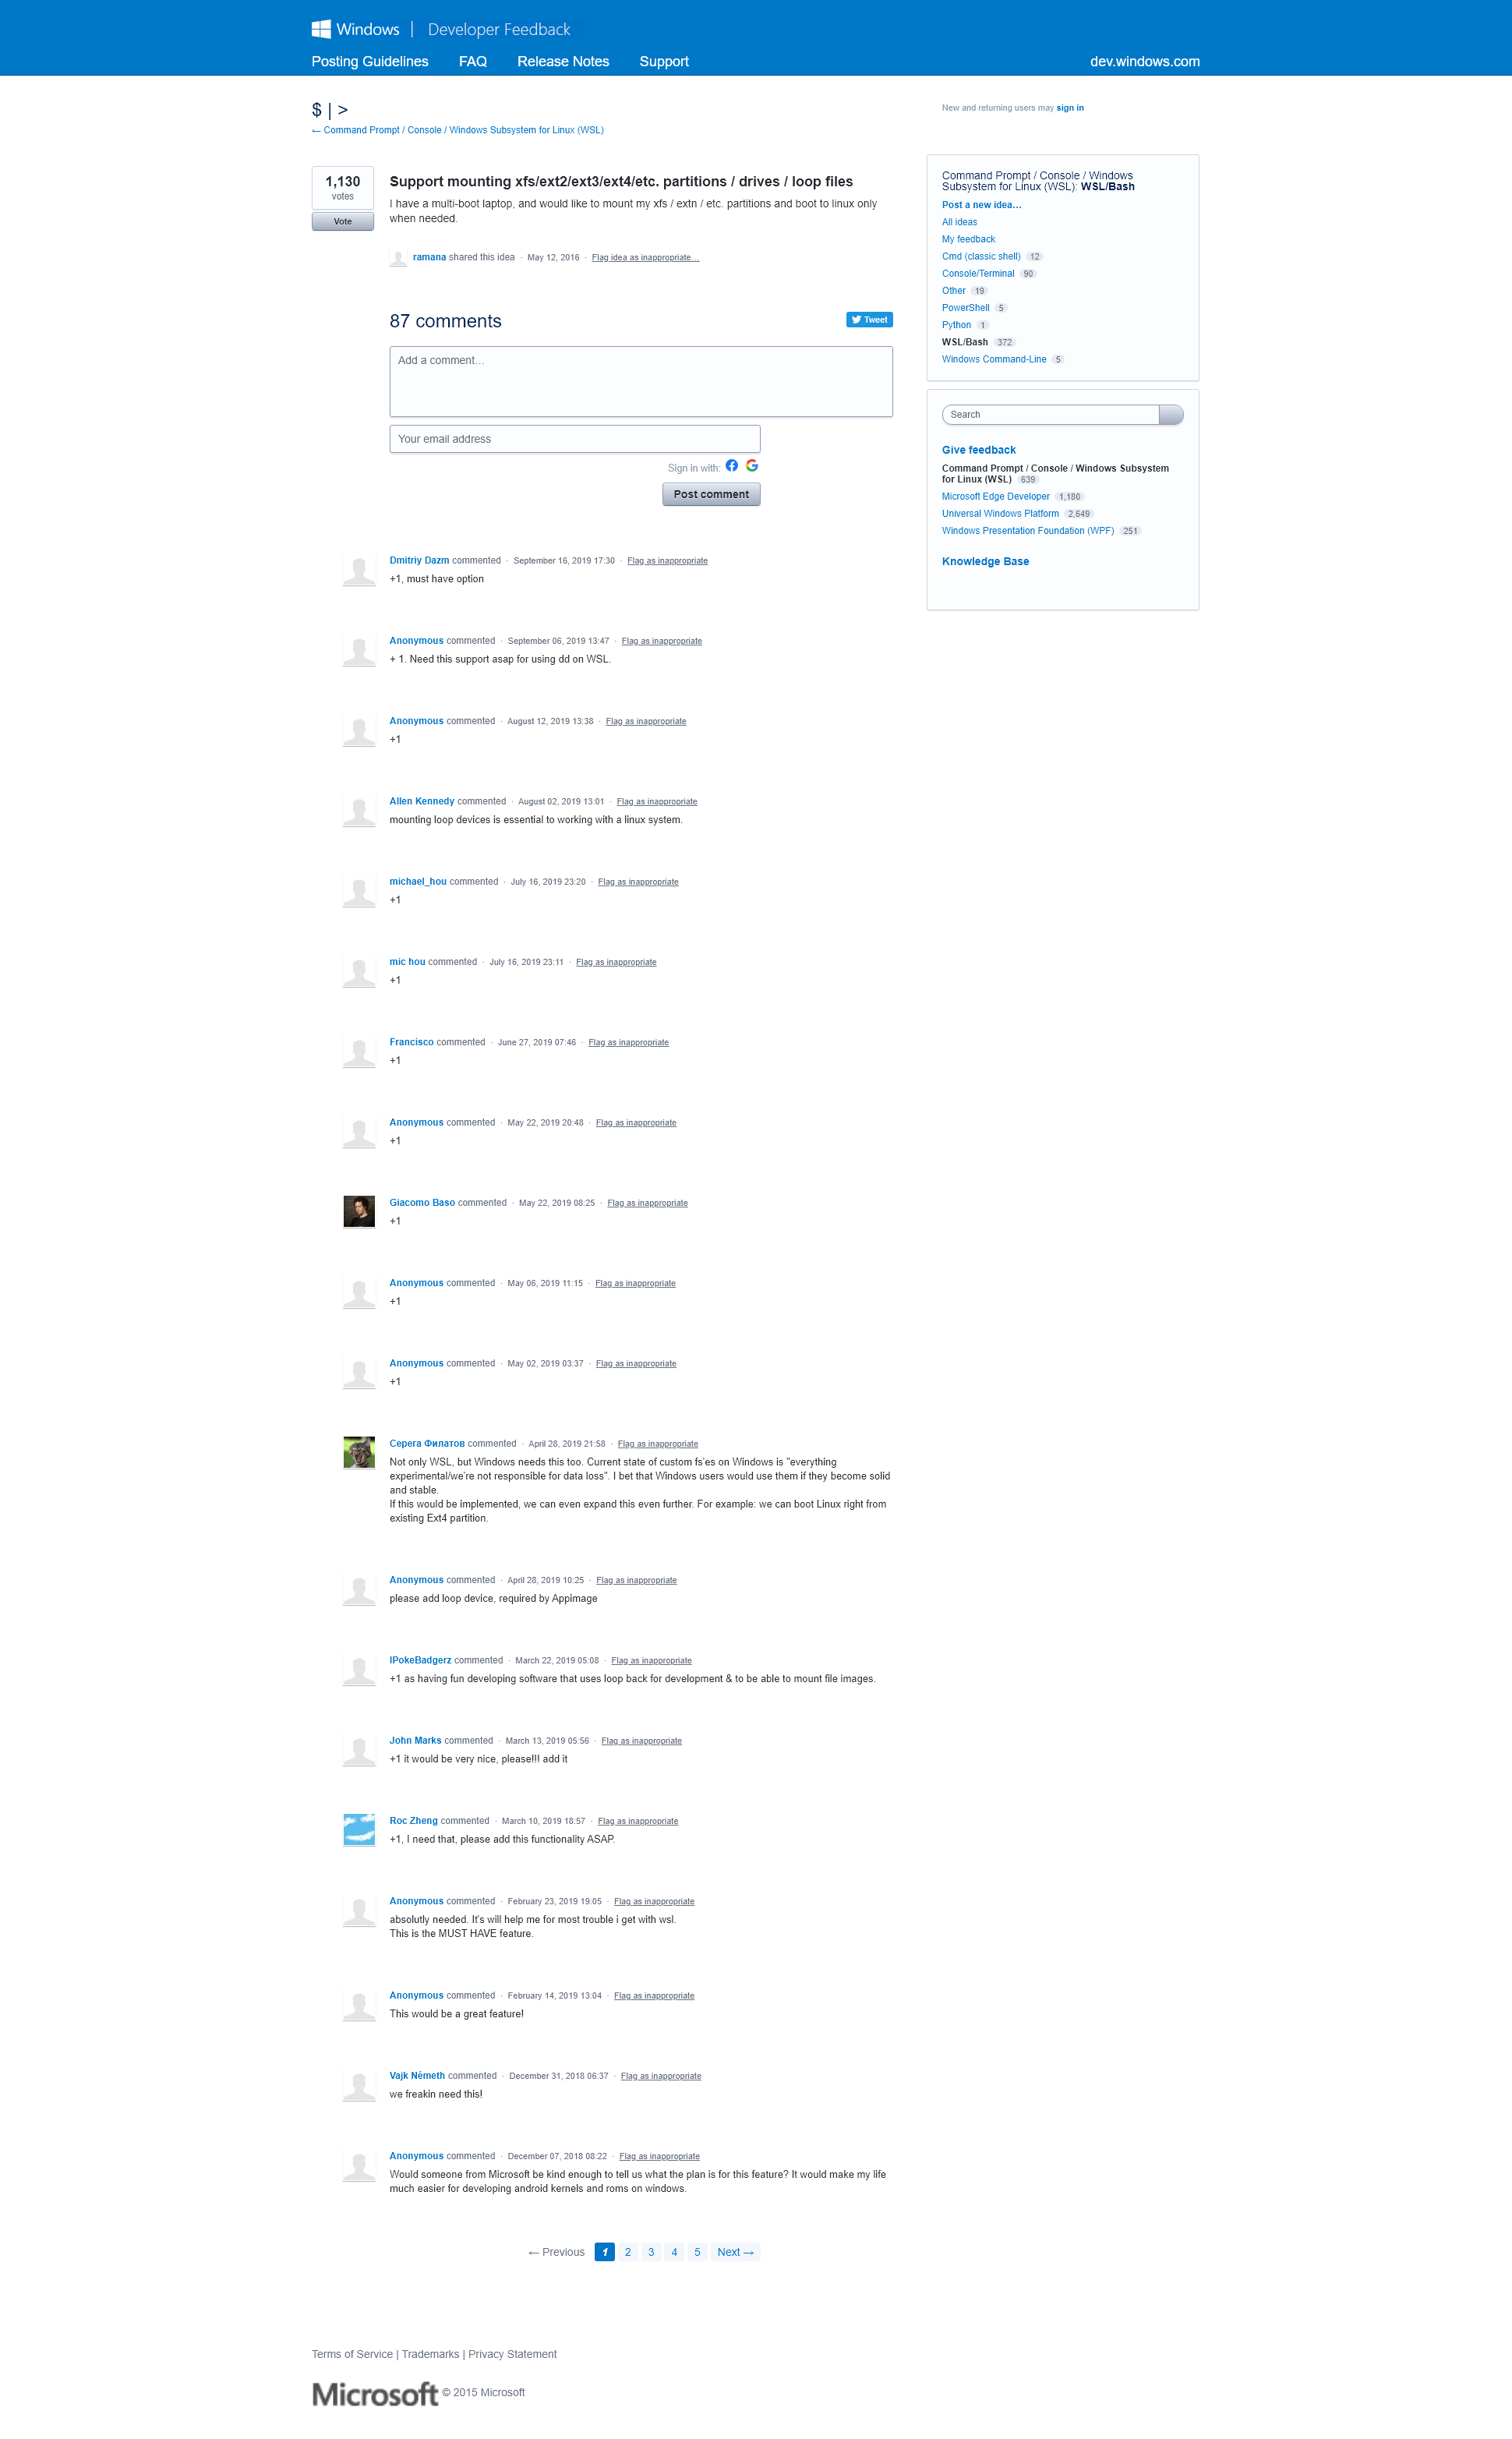 Windows | Developer Feedback
Posting Guidelines FAQ Release Notes Support dev.windows.com
$ | >
← Command Prompt / Console / Windows Subsystem for Linux (WSL)
New and returning users may sign in
1,130
votes
Vote
Support mounting xfs/ext2/ext3/ext4/etc. partitions / drives / loop files
I have a multi-boot laptop, and would like to mount my xfs / extn / etc. partitions and boot to linux only
when needed.
ramana shared this idea · May 12, 2016 · Flag idea as inappropriate…
87 comments
Tweet
Add a comment…
Your email address
Sign in with:
Post comment
Dmitriy Dazm commented · September 16, 2019 17:30 · Flag as inappropriate
+1, must have option
Anonymous commented · September 06, 2019 13:47 · Flag as inappropriate
+ 1. Need this support asap for using dd on WSL.
Anonymous commented · August 12, 2019 13:38 · Flag as inappropriate
+1
Allen Kennedy commented · August 02, 2019 13:01 · Flag as inappropriate
mounting loop devices is essential to working with a linux system.
michael_hou commented · July 16, 2019 23:20 · Flag as inappropriate
+1
mic hou commented · July 16, 2019 23:11 · Flag as inappropriate
+1
Francisco commented · June 27, 2019 07:46 · Flag as inappropriate
+1
Anonymous commented · May 22, 2019 20:48 · Flag as inappropriate
+1
Giacomo Baso commented · May 22, 2019 08:25 · Flag as inappropriate
+1
Anonymous commented · May 06, 2019 11:15 · Flag as inappropriate
+1
Anonymous commented · May 02, 2019 03:37 · Flag as inappropriate
+1
Серега Филатов commented · April 28, 2019 21:58 · Flag as inappropriate
Not only WSL, but Windows needs this too. Current state of custom fs'es on Windows is "everything
experimental/we're not responsible for data loss". I bet that Windows users would use them if they become solid
and stable.
If this would be implemented, we can even expand this even further. For example: we can boot Linux right from
existing Ext4 partition.
Anonymous commented · April 28, 2019 10:25 · Flag as inappropriate
please add loop device, required by Appimage
IPokeBadgerz commented · March 22, 2019 05:08 · Flag as inappropriate
+1 as having fun developing software that uses loop back for development & to be able to mount file images.
John Marks commented · March 13, 2019 05:56 · Flag as inappropriate
+1 it would be very nice, please!!! add it
Roc Zheng commented · March 10, 2019 18:57 · Flag as inappropriate
+1, I need that, please add this functionality ASAP.
Anonymous commented · February 23, 2019 19:05 · Flag as inappropriate
absolutly needed. It's will help me for most trouble i get with wsl.
This is the MUST HAVE feature.
Anonymous commented · February 14, 2019 13:04 · Flag as inappropriate
This would be a great feature!
Vajk Németh commented · December 31, 2018 06:37 · Flag as inappropriate
we freakin need this!
Anonymous commented · December 07, 2018 08:22 · Flag as inappropriate
Would someone from Microsoft be kind enough to tell us what the plan is for this feature? It would make my life
much easier for developing android kernels and roms on windows.
← Previous 1 2 3 4 5 Next →
Command Prompt / Console / Windows
Subsystem for Linux (WSL): WSL/Bash
Post a new idea…
All ideas
My feedback
Cmd (classic shell) 12
Console/Terminal 90
Other 19
PowerShell 5
Python 1
WSL/Bash 372
Windows Command-Line 5
Search
Give feedback
Command Prompt / Console / Windows Subsystem
for Linux (WSL) 639
Microsoft Edge Developer 1,180
Universal Windows Platform 2,649
Windows Presentation Foundation (WPF) 251
Knowledge Base
Terms of Service | Trademarks | Privacy Statement
Microsoft © 2015 Microsoft